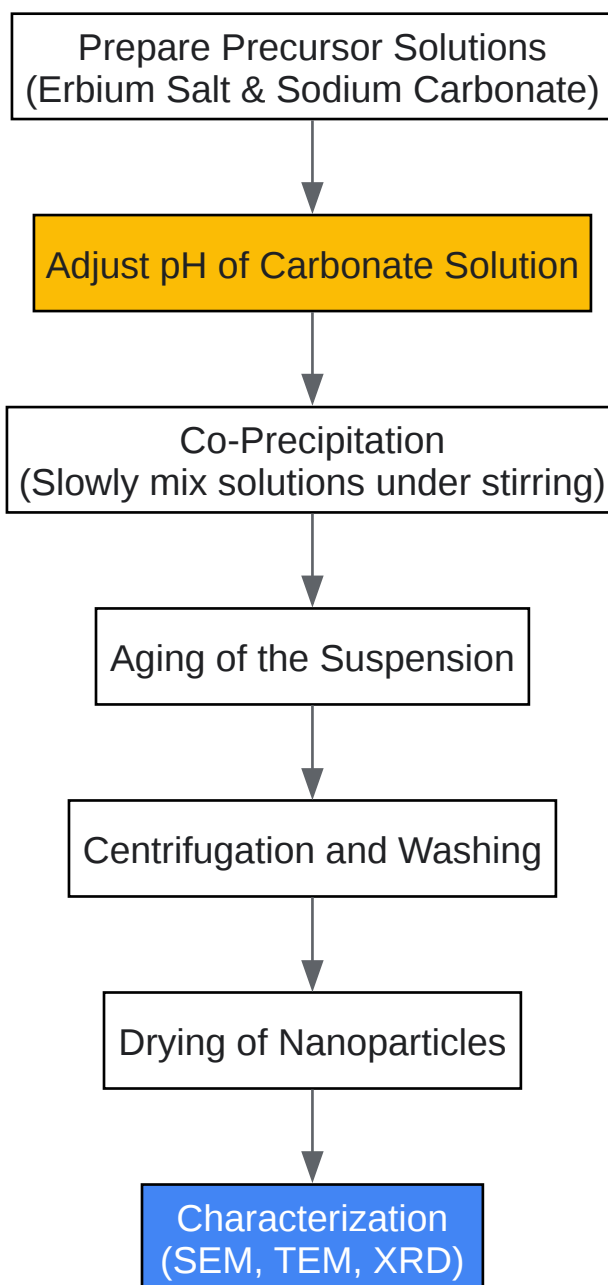 Prepare Precursor Solutions
(Erbium Salt & Sodium Carbonate)
Adjust pH of Carbonate Solution
Co-Precipitation
(Slowly mix solutions under stirring)
Aging of the Suspension
Centrifugation and Washing
Drying of Nanoparticles
Characterization
(SEM, TEM, XRD)